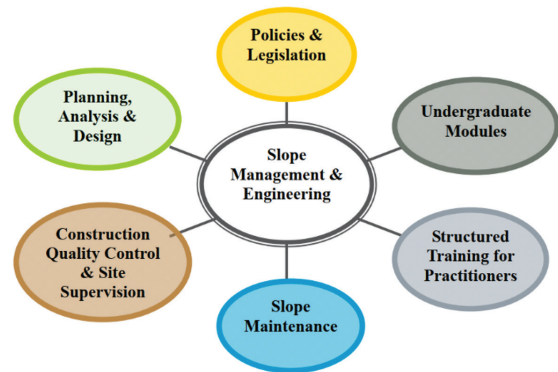 Policies &
Legislation
Planning,
Analysis &
Design
Undergraduate
Modules
Slope
Management &
Engineering
Construction
Quality Control
& Site
Supervision
Structured
Training for
Practitioners
Slope
Maintenance